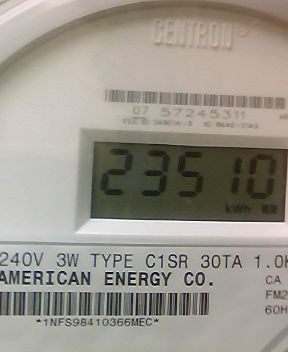 CENTRON
07 57245311
23510
kWh
240V 3W TYPE C1SR 30TA 1.0K
AMERICAN ENERGY CO.
CA
FM2
60H
*1NFS98410366MEC*